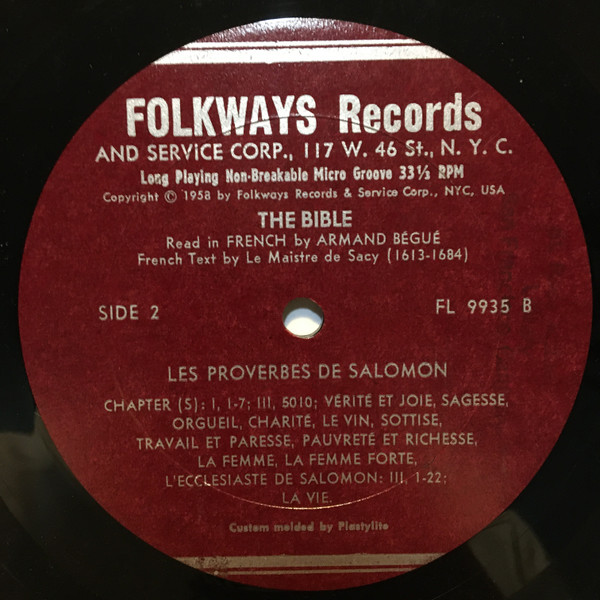 FOLKWAYS Records
AND SERVICE CORP., 117 W. 46 St., N. Y. C.
Long Playing Non-Breakable Micro Groove 33⅓ RPM
Copyright © 1958 by Folkways Records & Service Corp., NYC, USA
THE BIBLE
Read in FRENCH by ARMAND BÉGUÉ
French Text by Le Maistre de Sacy (1613-1684)
SIDE 2 FL 9935 B
LES PROVERBES DE SALOMON
CHAPTER (S): I, 1-7; III, 5010; VÉRITÉ ET JOIE, SAGESSE,
ORGUEIL, CHARITÉ, LE VIN, SOTTISE,
TRAVAIL ET PARESSE, PAUVRETÉ ET RICHESSE,
LA FEMME, LA FEMME FORTE,
L'ECCLESIASTE DE SALOMON: III, 1-22;
LA VIE.
Custom molded by Plastylite